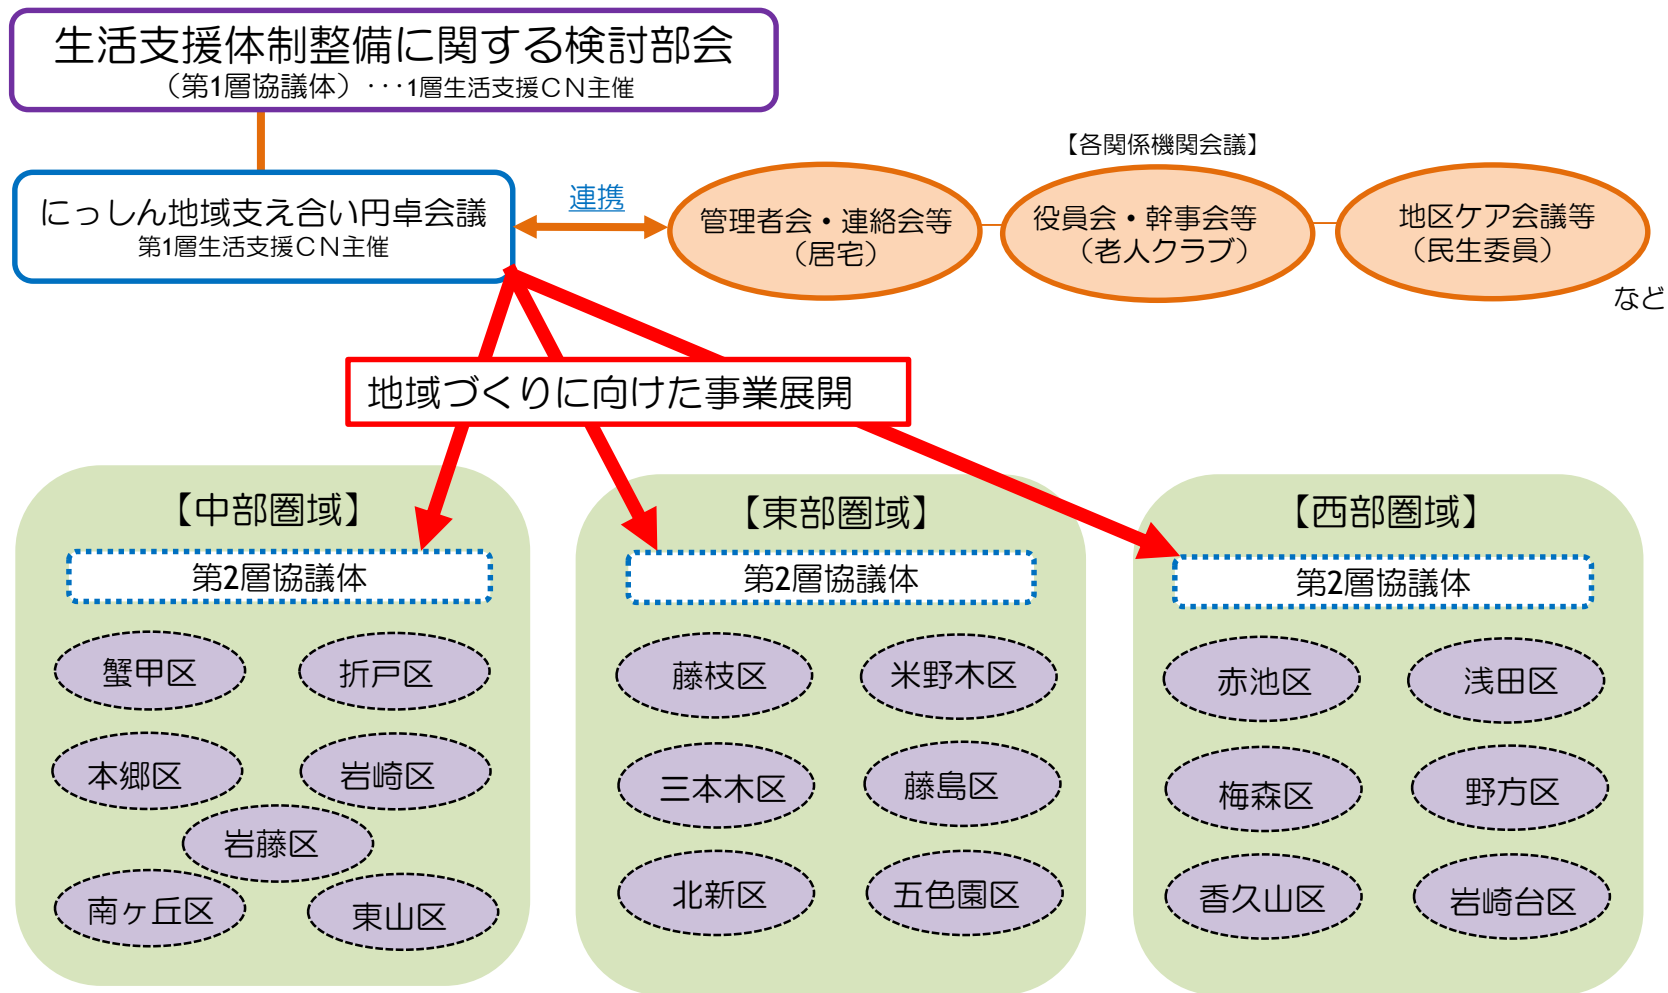 生活支援体制整備に関する検討部会
（第1層協議体）･･･1層生活支援ＣＮ主催
【各関係機関会議】
にっしん地域支え合い円卓会議
第1層生活支援ＣＮ主催
連携
管理者会・連絡会等
（居宅）
役員会・幹事会等
（老人クラブ）
地区ケア会議等
（民生委員）
など
地域づくりに向けた事業展開
【中部圏域】
第2層協議体
蟹甲区
折戸区
本郷区
岩崎区
岩藤区
南ヶ丘区
東山区
【東部圏域】
第2層協議体
藤枝区
米野木区
三本木区
藤島区
北新区
五色園区
【西部圏域】
第2層協議体
赤池区
浅田区
梅森区
野方区
香久山区
岩崎台区